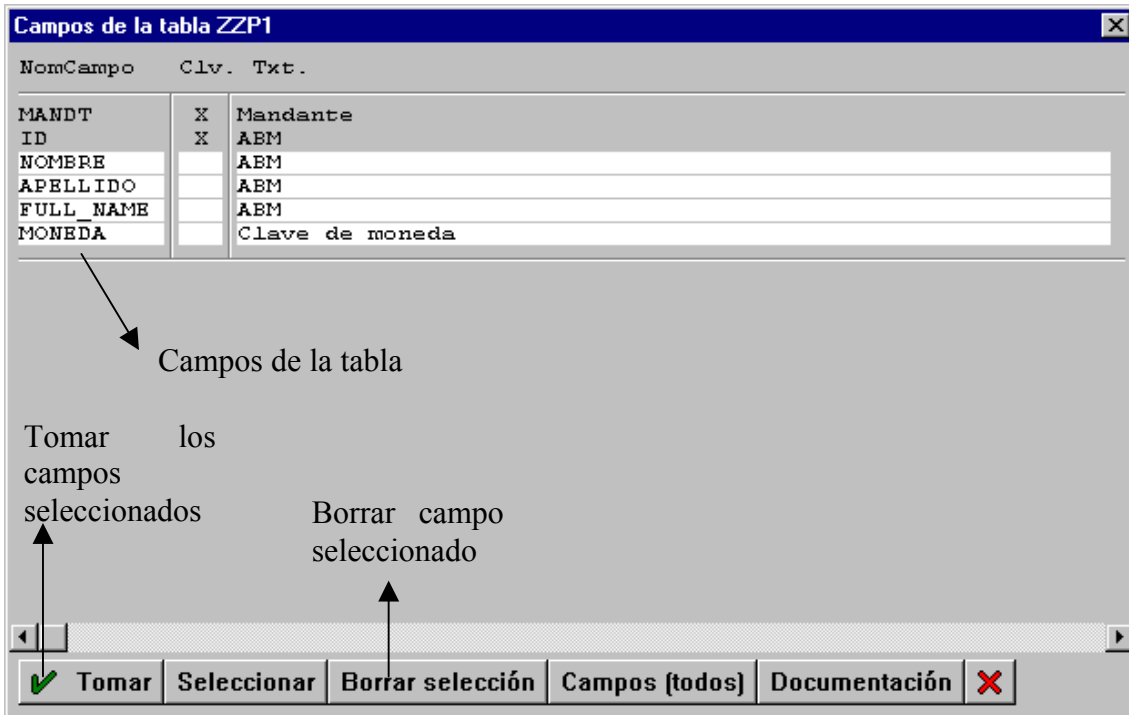 Campos de la tabla ZZP1
NomCampo Clv. Txt.
MANDT X Mandante
ID X ABM
NOMBRE ABM
APELLIDO ABM
FULL_NAME ABM
MONEDA Clave de moneda
Campos de la tabla
Tomar los
campos
seleccionados
Borrar campo
seleccionado
Tomar Seleccionar Borrar selección Campos (todos) Documentación